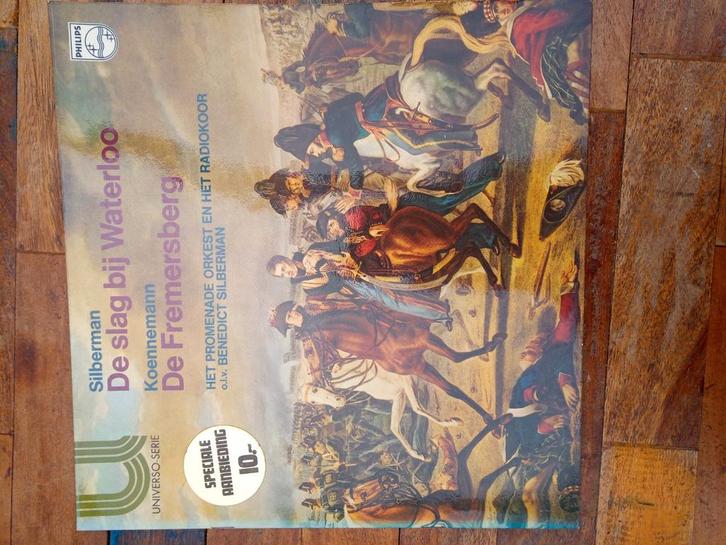 PHILIPS
Silberman
De slag bij Waterloo
Koennemann
De Fremersberg
HET PROMENADE ORKEST EN HET RADIOKOOR
o.l.v. BENEDICT SILBERMAN
UNIVERSO-SERIE
SPECIALE
AANBIEDING
10.-